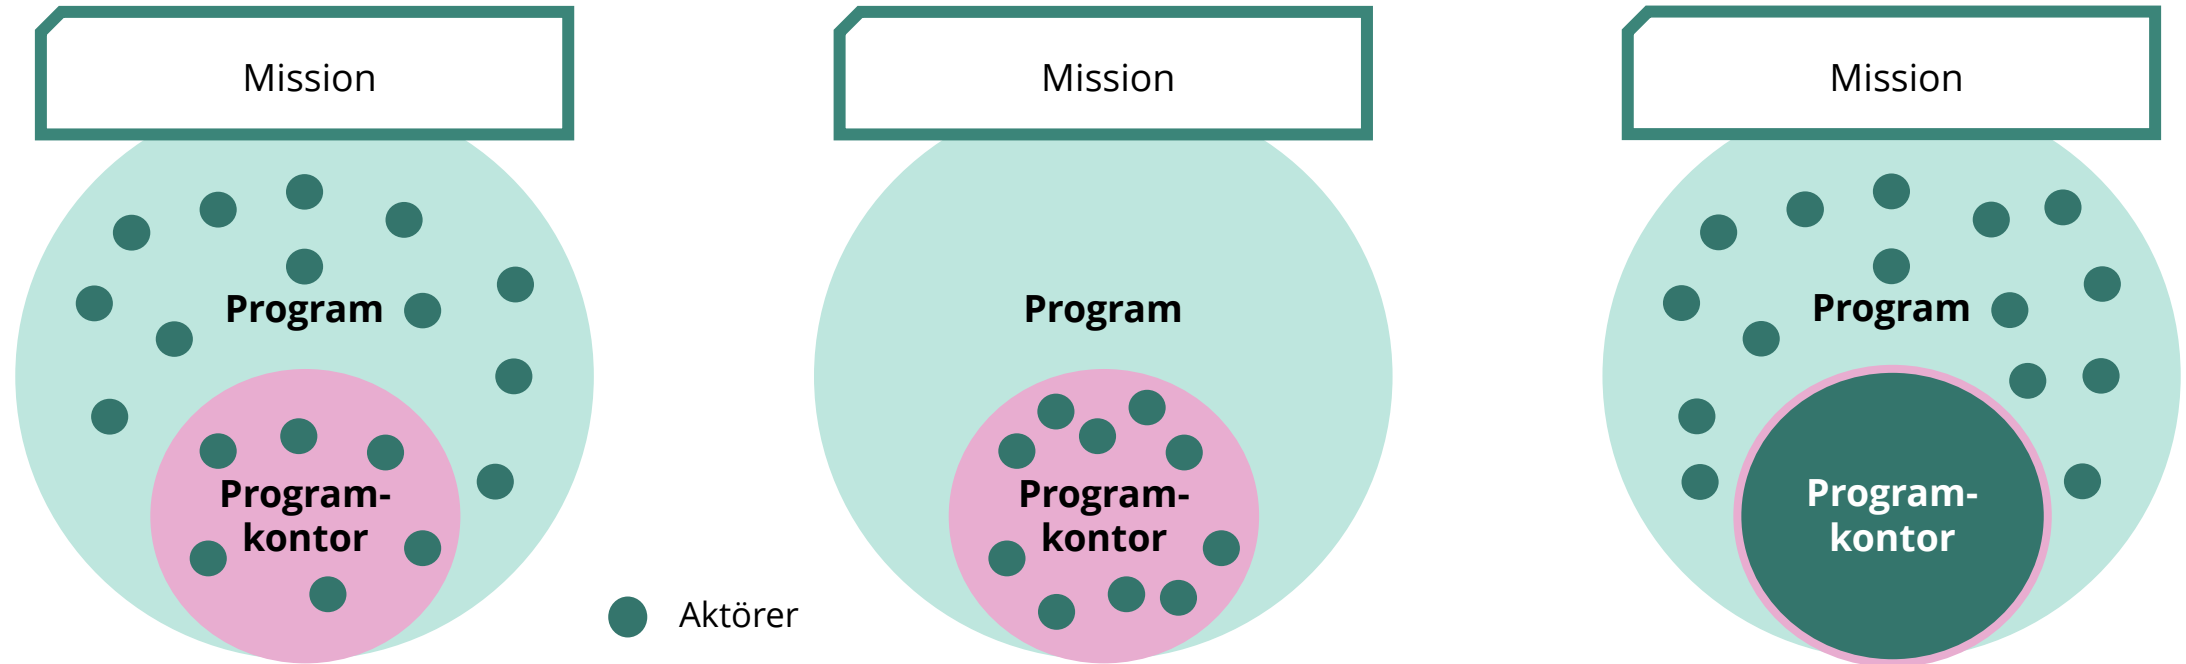 Mission
Program
Program-
kontor
Aktörer
Mission
Program
Program-
kontor
Mission
Program
Program-
kontor